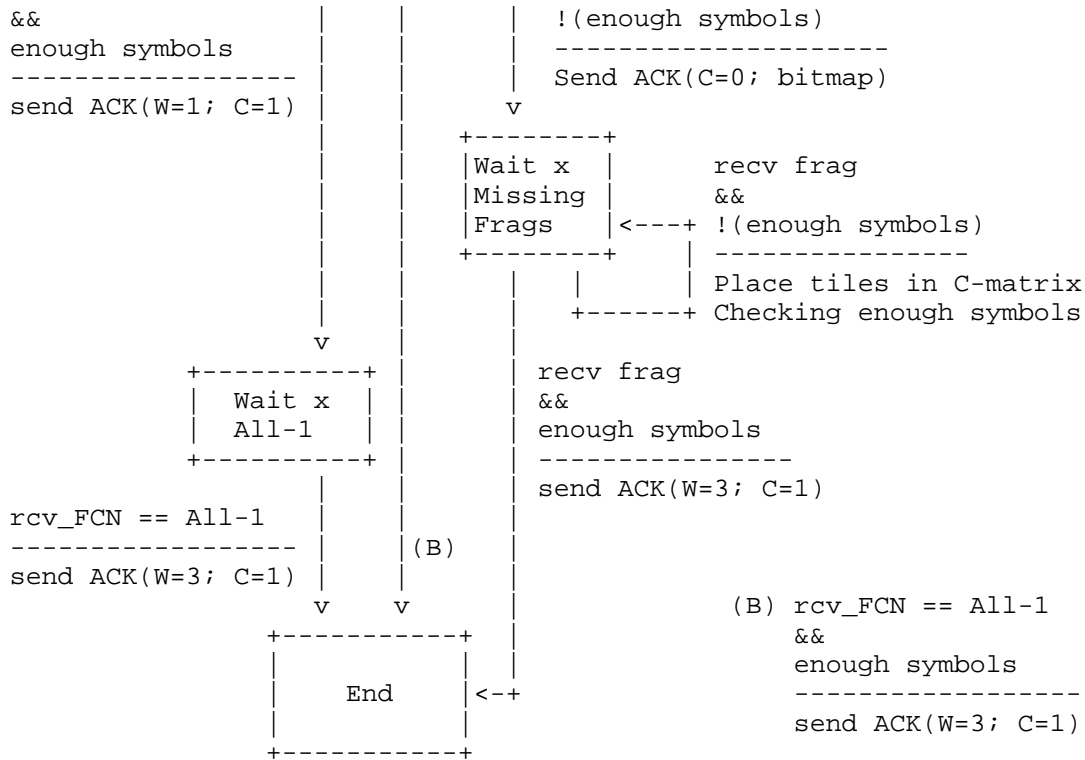 &&                 |    |      |  !(enough symbols)
enough symbols     |    |      |  ---------------------
------------------ |    |      |  Send ACK(C=0; bitmap)
send ACK(W=1; C=1) |    |      v
                   |    |   +--------+
                   |    |   |Wait x  |      recv frag
                   |    |   |Missing |      &&
                   |    |   |Frags   |<---+ !(enough symbols)
                   |    |   +--------+    | ----------------
                   |    |      |   |      | Place tiles in C-matrix
                   |    |      |   +------+ Checking enough symbols
                   v    |      |
           +----------+ |      | recv frag
           |  Wait x  | |      | &&
           |  All-1   | |      | enough symbols
           +----------+ |      | ----------------
                   |    |      | send ACK(W=3; C=1)
rcv_FCN == All-1   |    |      |
------------------ |    |(B)   |
send ACK(W=3; C=1) |    |      |
                   v    v      |             (B) rcv_FCN == All-1
                +-----------+  |                 &&
                |           |  |                 enough symbols
                |    End    |<-+                 ------------------
                |           |                    send ACK(W=3; C=1)
                +-----------+